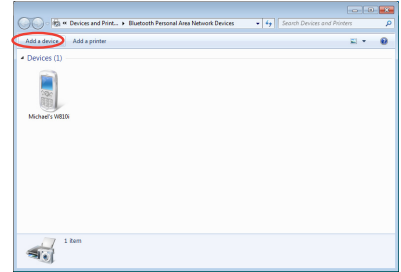 « Devices and Print... ▸ Bluetooth Personal Area Network Devices
Search Devices and Printers
Add a device
Add a printer
Devices (1)
Michael's W810i
1 item